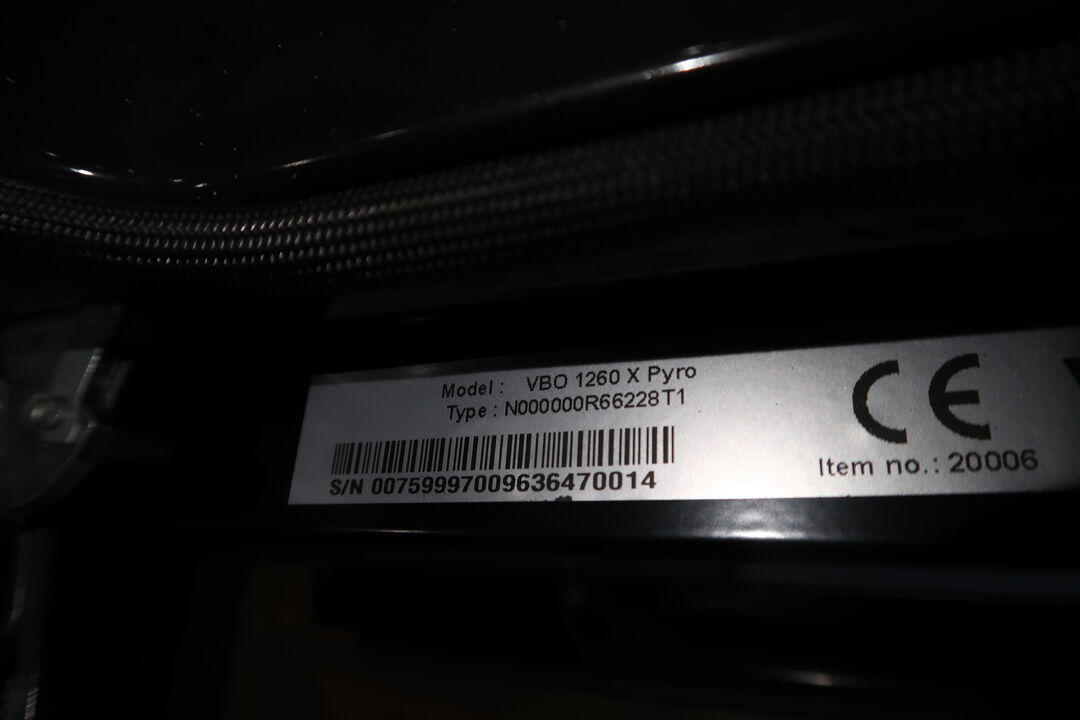 Model : VBO 1260 X Pyro
Type : N000000R66228T1
S/N 00759997009636470014
CE
Item no.: 20006